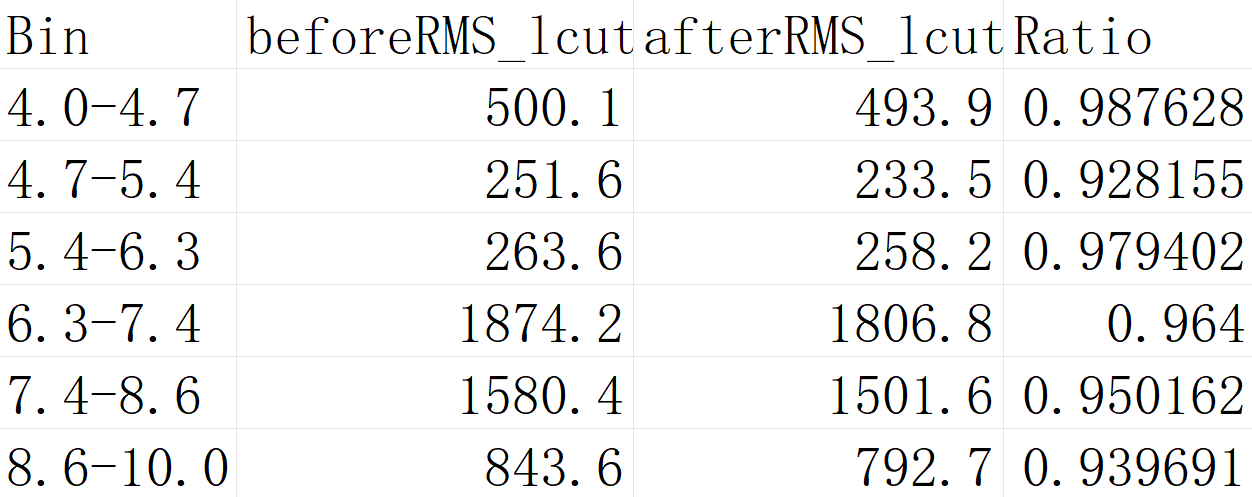 Bin beforeRMS_lcut afterRMS_lcut Ratio
4.0-4.7 500.1 493.9 0.987628
4.7-5.4 251.6 233.5 0.928155
5.4-6.3 263.6 258.2 0.979402
6.3-7.4 1874.2 1806.8 0.964
7.4-8.6 1580.4 1501.6 0.950162
8.6-10.0 843.6 792.7 0.939691